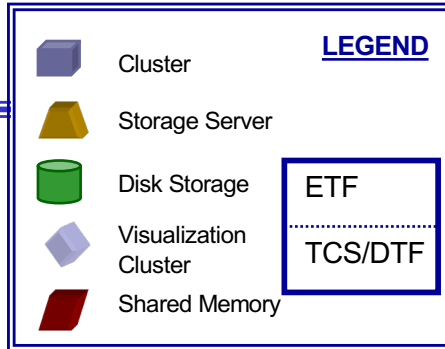 LEGEND
Cluster
Storage Server
Disk Storage
Visualization
Cluster
Shared Memory
ETF
TCS/DTF